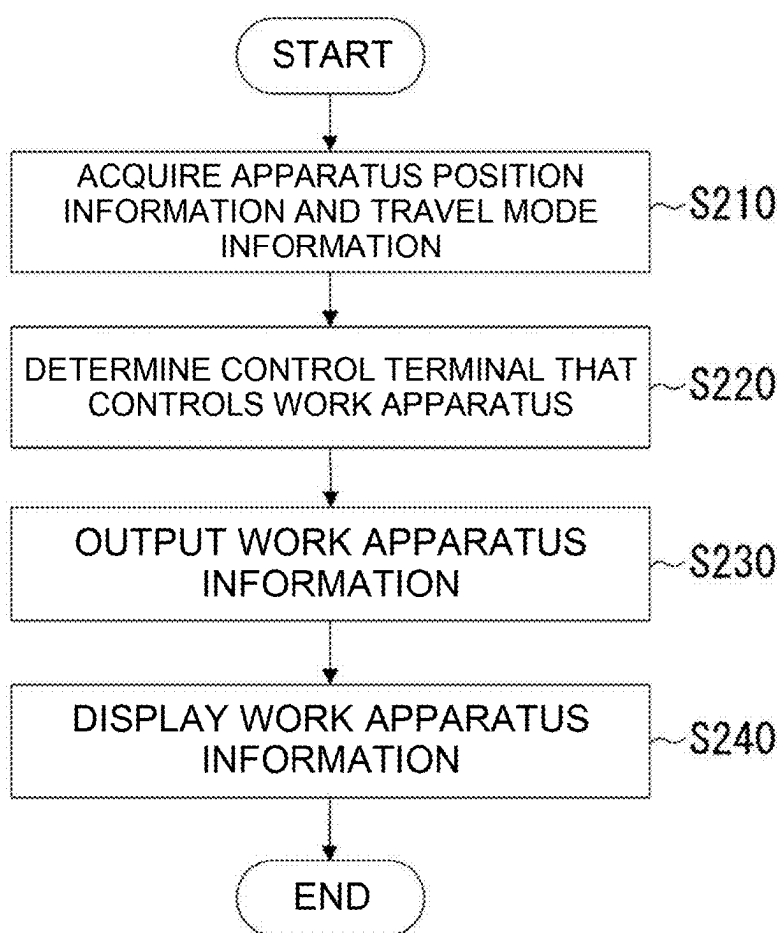 START
ACQUIRE APPARATUS POSITION
INFORMATION AND TRAVEL MODE
INFORMATION
S210
DETERMINE CONTROL TERMINAL THAT
CONTROLS WORK APPARATUS
S220
OUTPUT WORK APPARATUS
INFORMATION
S230
DISPLAY WORK APPARATUS
INFORMATION
S240
END